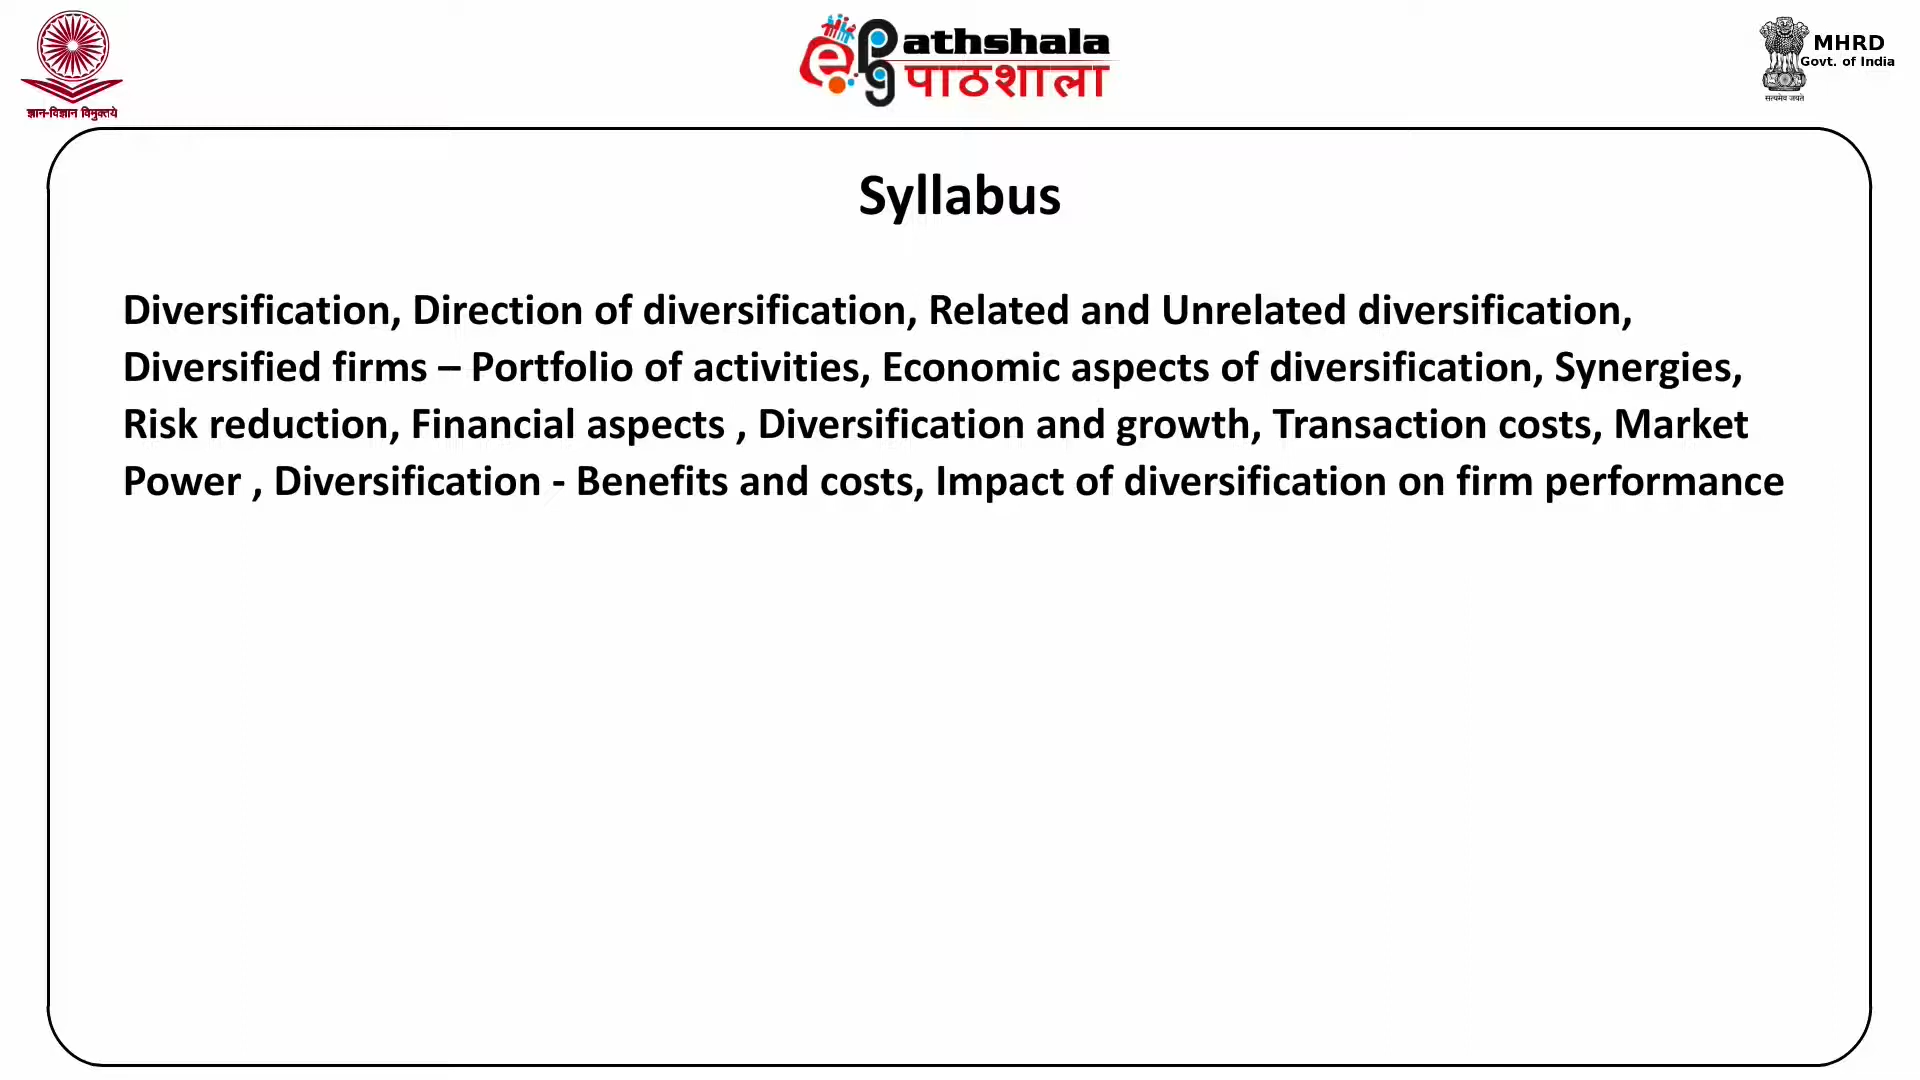 ज्ञान-विज्ञान विमुक्तये
e pg Pathshala
पाठशाला
MHRD
Govt. of India
सत्यमेव जयते
Syllabus
Diversification, Direction of diversification, Related and Unrelated diversification,
Diversified firms – Portfolio of activities, Economic aspects of diversification, Synergies,
Risk reduction, Financial aspects , Diversification and growth, Transaction costs, Market
Power , Diversification - Benefits and costs, Impact of diversification on firm performance